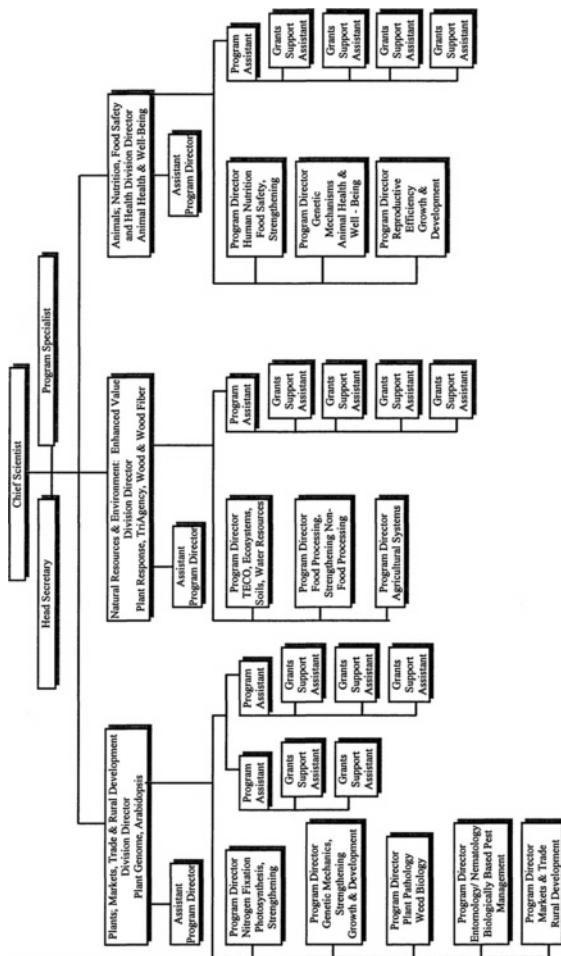 Chief Scientist
Head Secretary
Program Specialist
Plants; Markets, Trade & Rural Development
Division Director
Plant Genome, Arabidopsis
Assistant
Program Director
Program Director
Nitrogen Fixation
Photosynthesis,
Strengthening
Program Director
Genetic Mechanics,
Strengthening
Growth & Development
Program Director
Plant Pathology
Weed Biology
Program Director
Entomology/ Nematology
Biologically Based Pest
Management
Program Director
Markets & Trade
Rural Development
Program
Assistant
Grants
Support
Assistant
Grants
Support
Assistant
Program
Assistant
Grants
Support
Assistant
Grants
Support
Assistant
Grants
Support
Assistant
Natural Resources & Environment: Enhanced Value
Division Director
Plant Response, TriAgency, Wood & Wood Fiber
Assistant
Program Director
Program Director
TECO, Ecosystems,
Soils, Water Resources
Program Director
Food Processing,
Strengthening Non-
Food Processing
Program Director
Agricultural Systems
Program
Assistant
Grants
Support
Assistant
Grants
Support
Assistant
Grants
Support
Assistant
Grants
Support
Assistant
Animals; Nutrition, Food Safety
and Health Division Director
Animal Health & Well-Being
Assistant
Program Director
Program Director
Human Nutrition
Food Safety,
Strengthening
Program Director
Genetic
Mechanisms
Animal Health &
Well - Being
Program Director
Reproductive
Efficiency
Growth &
Development
Program
Assistant
Grants
Support
Assistant
Grants
Support
Assistant
Grants
Support
Assistant
Grants
Support
Assistant